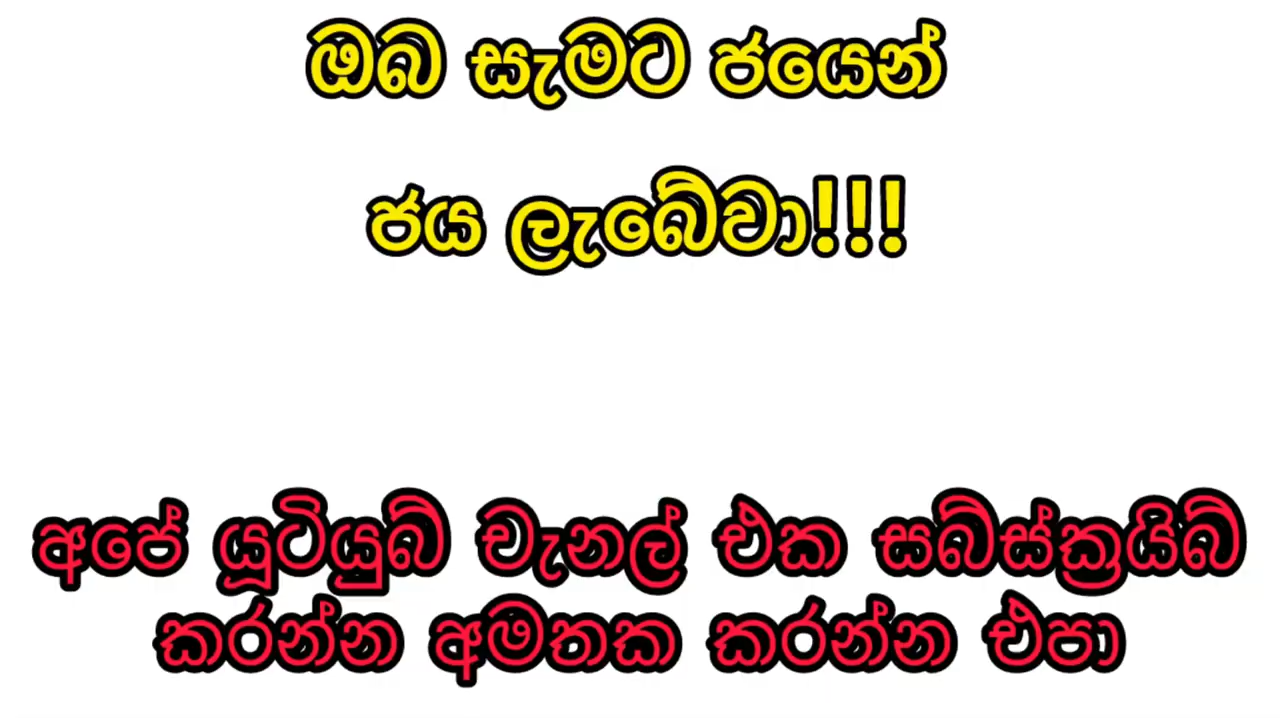 ඔබ සැමට ජයෙන්
ජය ලැබේවා!!!
අපේ යූටියුබ් චැනල් එක සබ්ස්ක්‍රයිබ්
කරන්න අමතක කරන්න එපා